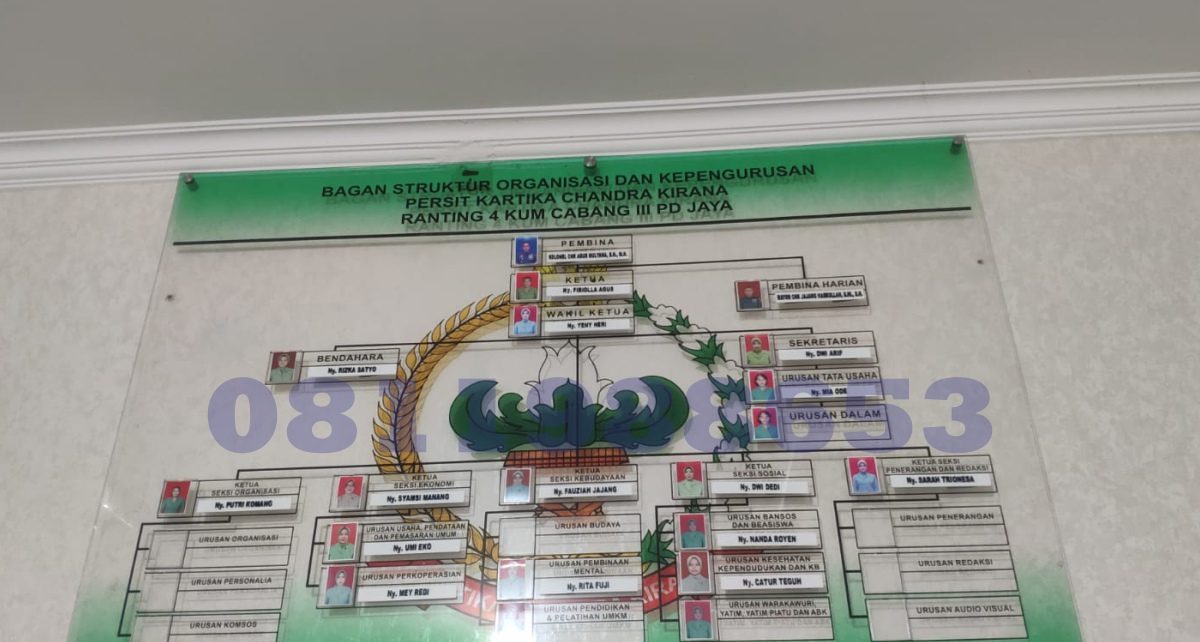 BAGAN STRUKTUR ORGANISASI DAN KEPENGURUSAN
PERSIT KARTIKA CHANDRA KIRANA
RANTING 4 KUM CABANG III PD JAYA
PEMBINA
KETUA
Ny. FIRIOLLA AGUS
PEMBINA HARIAN
WAKIL KETUA
Ny. YENY HERI
BENDAHARA
Ny. RIZKA SATYO
SEKRETARIS
Ny. DWI ARIF
URUSAN TATA USAHA
Ny. MIA ODE
URUSAN DALAM
KETUA
SEKSI ORGANISASI
Ny. PUTRI KOMANG
URUSAN ORGANISASI
URUSAN PERSONALIA
URUSAN KOMSOS
KETUA
SEKSI EKONOMI
Ny. SYAMSI MANANG
URUSAN USAHA, PENDATAAN
DAN PEMASARAN UMUM
Ny. UMI EKO
URUSAN PERKOPERASIAN
Ny. MEY REDI
KETUA
SEKSI KEBUDAYAAN
Ny. FAUZIAH JAJANG
URUSAN BUDAYA
URUSAN PEMBINAAN
MENTAL
Ny. RITA FUJI
URUSAN PENDIDIKAN
& PELATIHAN UMKM
KETUA
SEKSI SOSIAL
Ny. DWI DEDI
URUSAN BANSOS
DAN BEASISWA
Ny. NANDA ROYEN
URUSAN KESEHATAN
KEPENDUDUKAN DAN KB
Ny. CATUR TEGUH
URUSAN WARAKAWURI,
YATIM, YATIM PIATU DAN ABK
KETUA SEKSI
PENERANGAN DAN REDAKSI
Ny. SARAH TRIONESA
URUSAN PENERANGAN
URUSAN REDAKSI
URUSAN AUDIO VISUAL